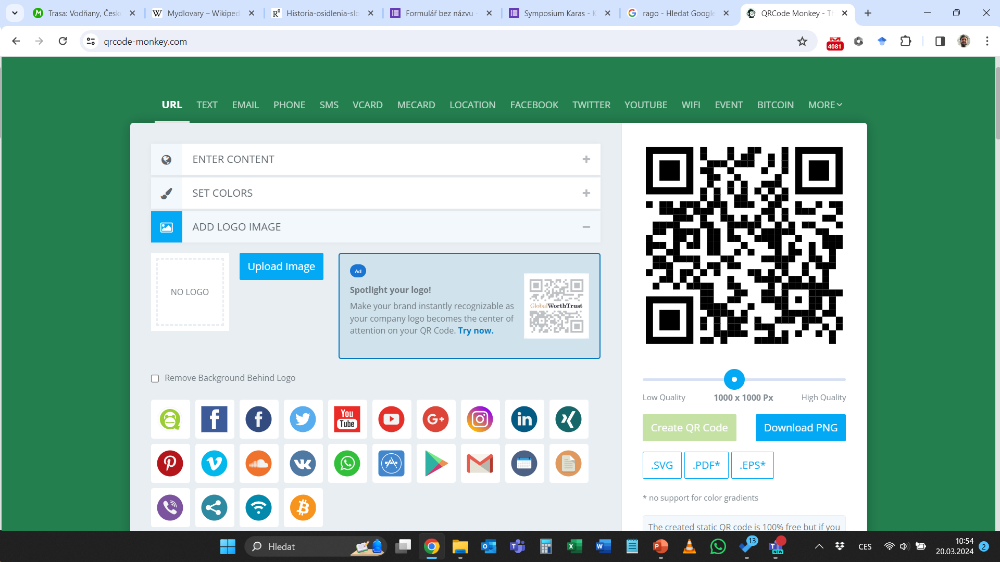 Trasa: Vodňany, Česk
Mydlovary – Wikiped
Historia-osidlenia-slo
Formulář bez názvu -
Symposium Karas - K
rago - Hledat Google
QRCode Monkey - Th
qrcode-monkey.com
4081
URL TEXT EMAIL PHONE SMS VCARD MECARD LOCATION FACEBOOK TWITTER YOUTUBE WIFI EVENT BITCOIN MORE
ENTER CONTENT
SET COLORS
ADD LOGO IMAGE
NO LOGO
Upload Image
Ad
Spotlight your logo!
Make your brand instantly recognizable as
your company logo becomes the center of
attention on your QR Code. Try now.
GlobalWorthTrust
Remove Background Behind Logo
You
Tube
G+
in
Low Quality
1000 x 1000 Px
High Quality
Create QR Code
Download PNG
.SVG
.PDF*
.EPS*
* no support for color gradients
The created static QR code is 100% free but if you
Hledat
13
NEW
CES
10:54
20.03.2024
2